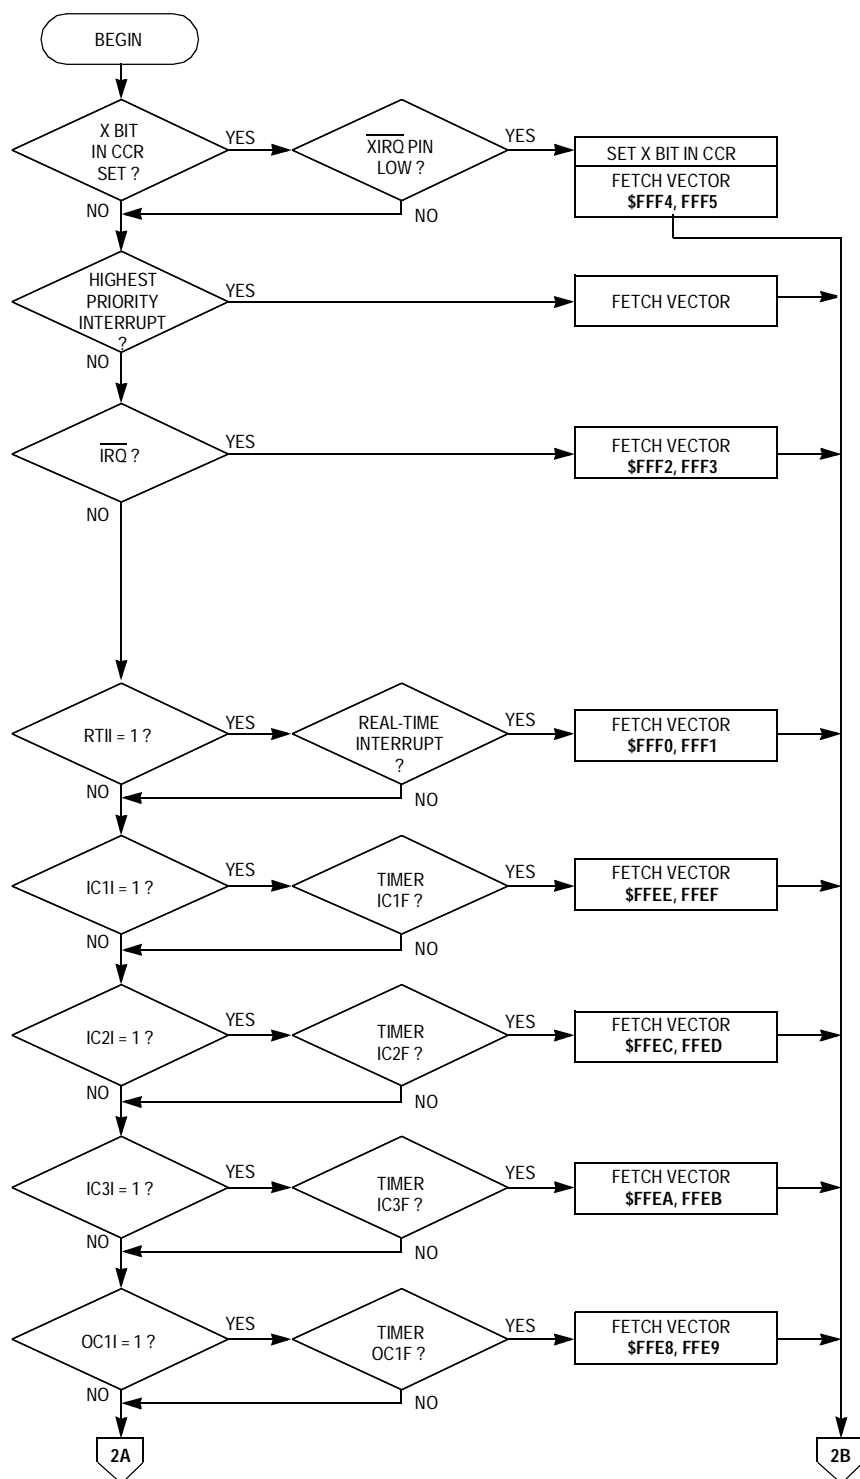 BEGIN
X BIT
IN CCR
SET ?
YES
XIRQ PIN
LOW ?
YES
SET X BIT IN CCR
FETCH VECTOR
$FFF4, FFF5
NO
NO
HIGHEST
PRIORITY
INTERRUPT
?
YES
FETCH VECTOR
NO
IRQ ?
YES
FETCH VECTOR
$FFF2, FFF3
NO
RTII = 1 ?
YES
REAL-TIME
INTERRUPT
?
YES
FETCH VECTOR
$FFF0, FFF1
NO
NO
IC1I = 1 ?
YES
TIMER
IC1F ?
YES
FETCH VECTOR
$FFEE, FFEF
NO
NO
IC2I = 1 ?
YES
TIMER
IC2F ?
YES
FETCH VECTOR
$FFEC, FFED
NO
NO
IC3I = 1 ?
YES
TIMER
IC3F ?
YES
FETCH VECTOR
$FFEA, FFEB
NO
NO
OC1I = 1 ?
YES
TIMER
OC1F ?
YES
FETCH VECTOR
$FFE8, FFE9
NO
NO
2A
2B